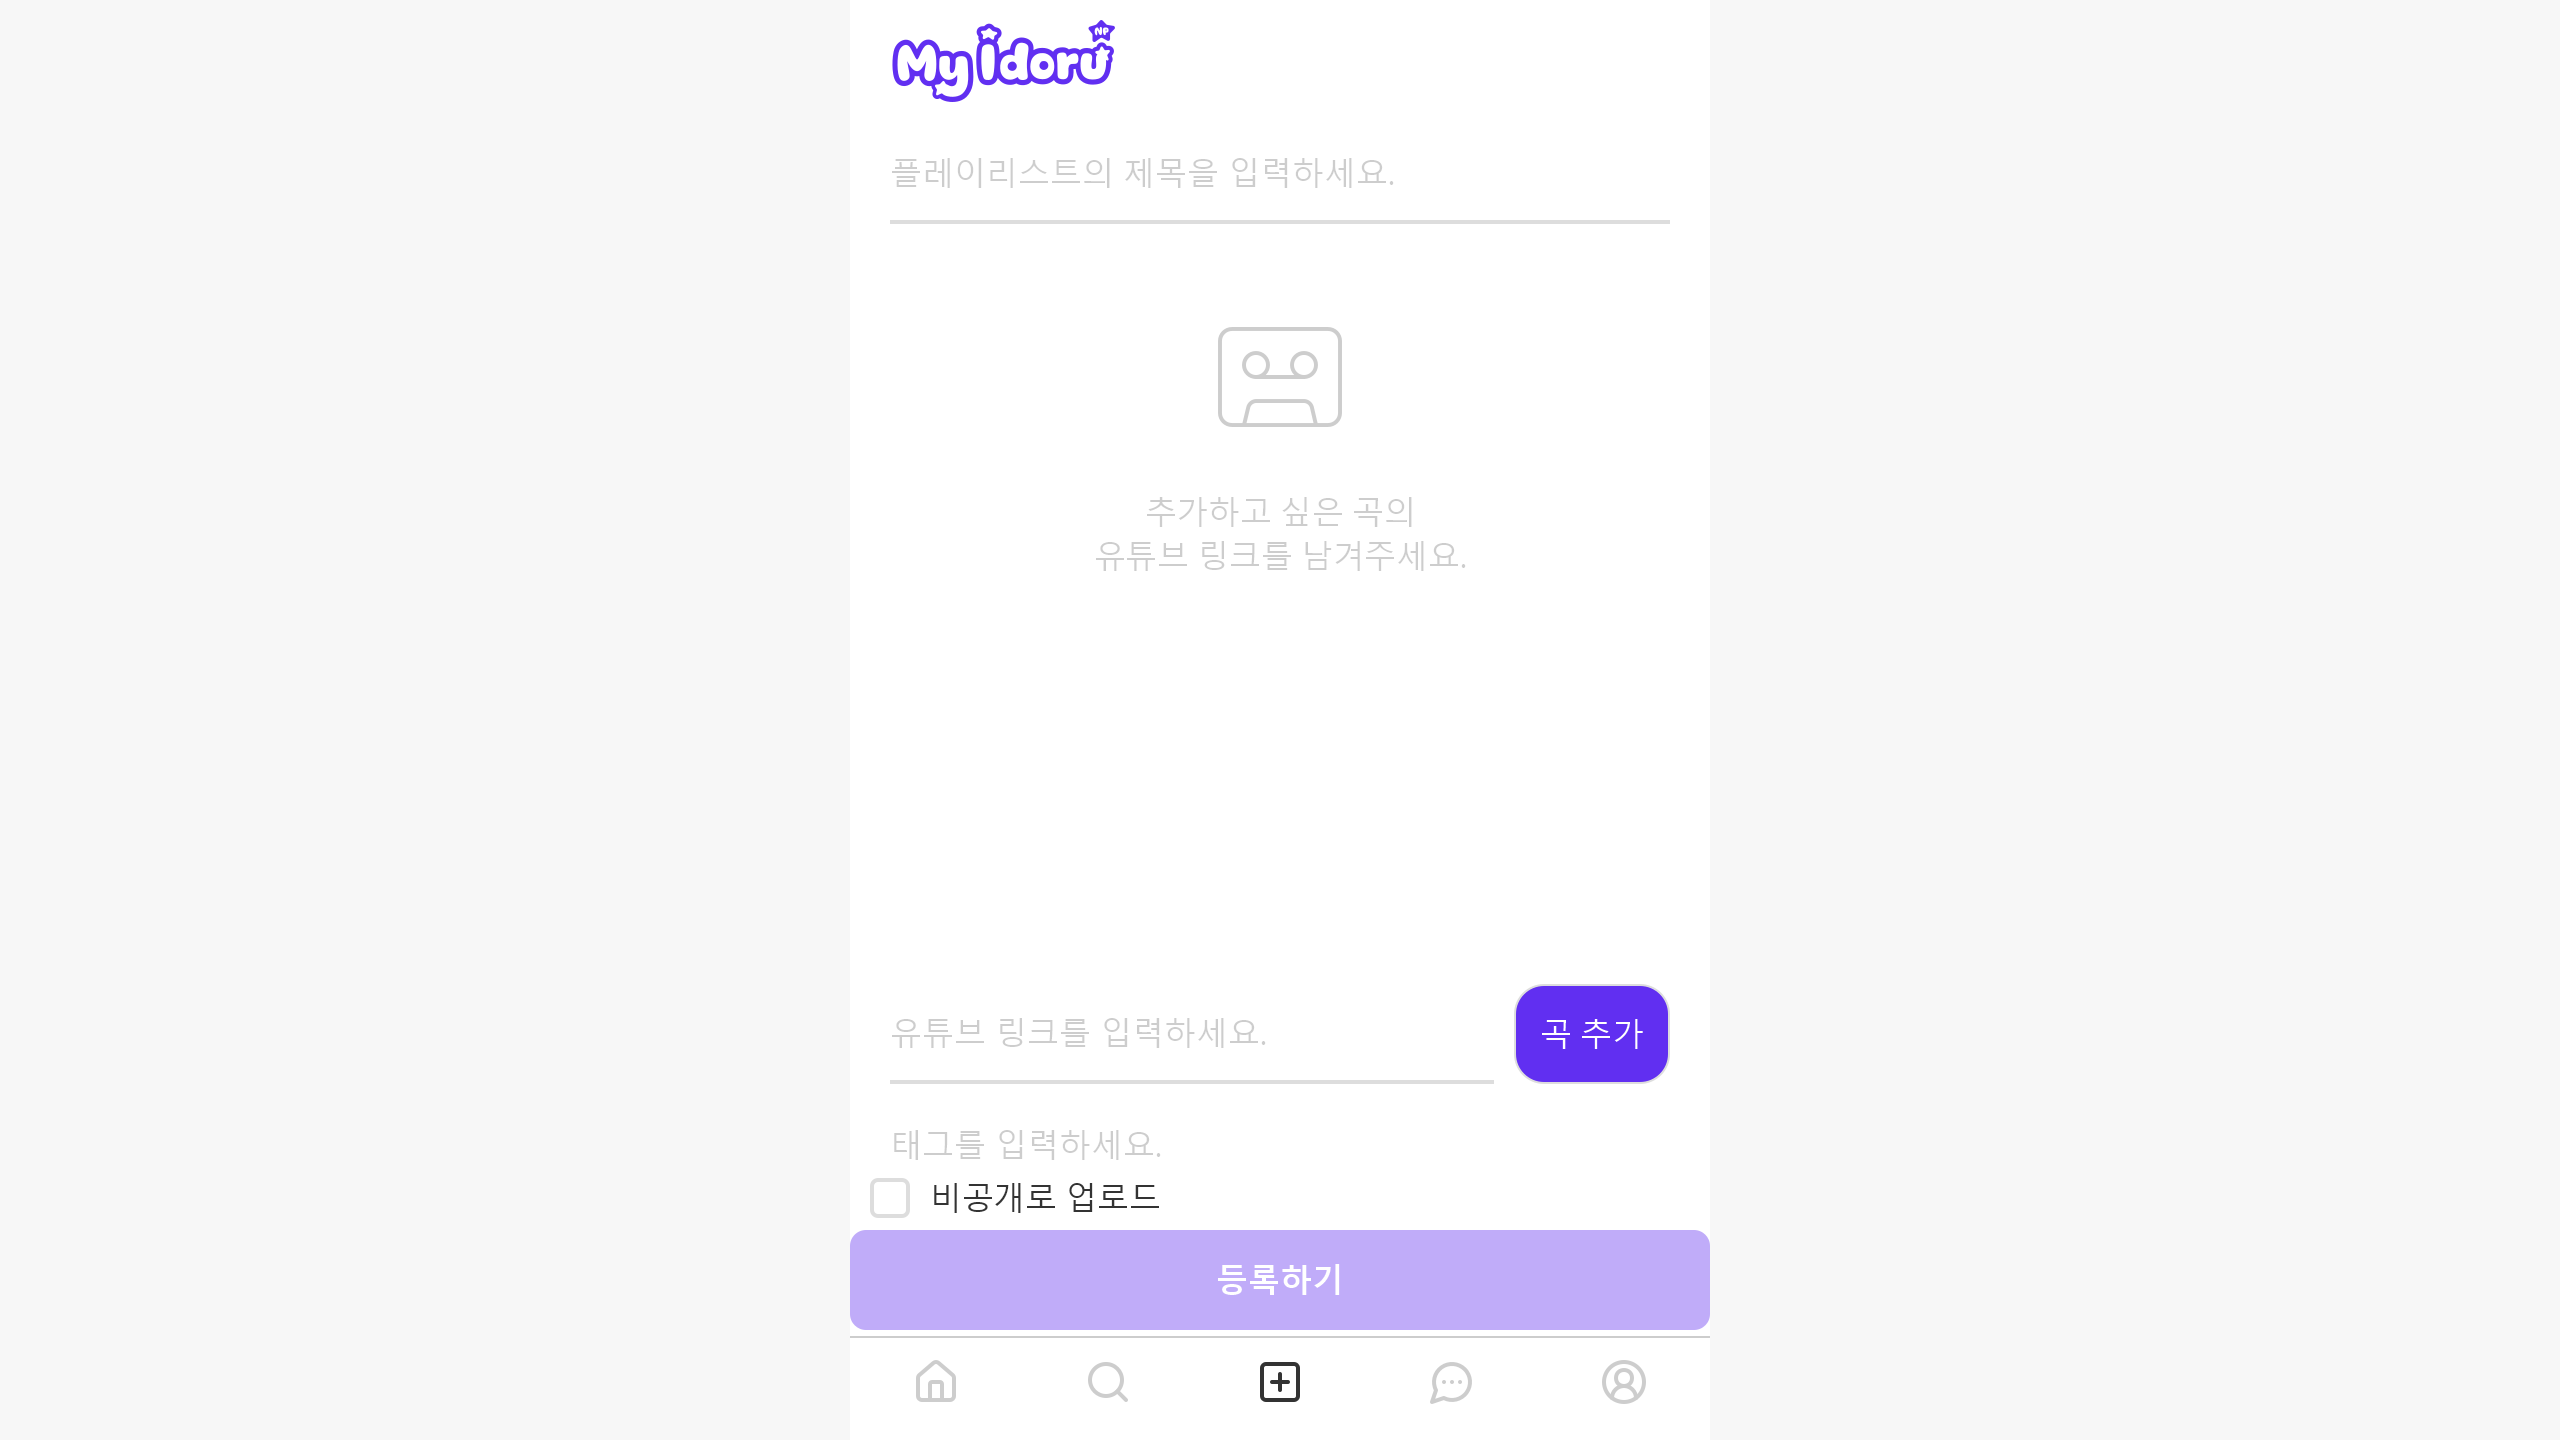 My idoru
NP
플레이리스트의 제목을 입력하세요.
추가하고 싶은 곡의
유튜브 링크를 남겨주세요.
유튜브 링크를 입력하세요.
곡 추가
태그를 입력하세요.
비공개로 업로드
등록하기